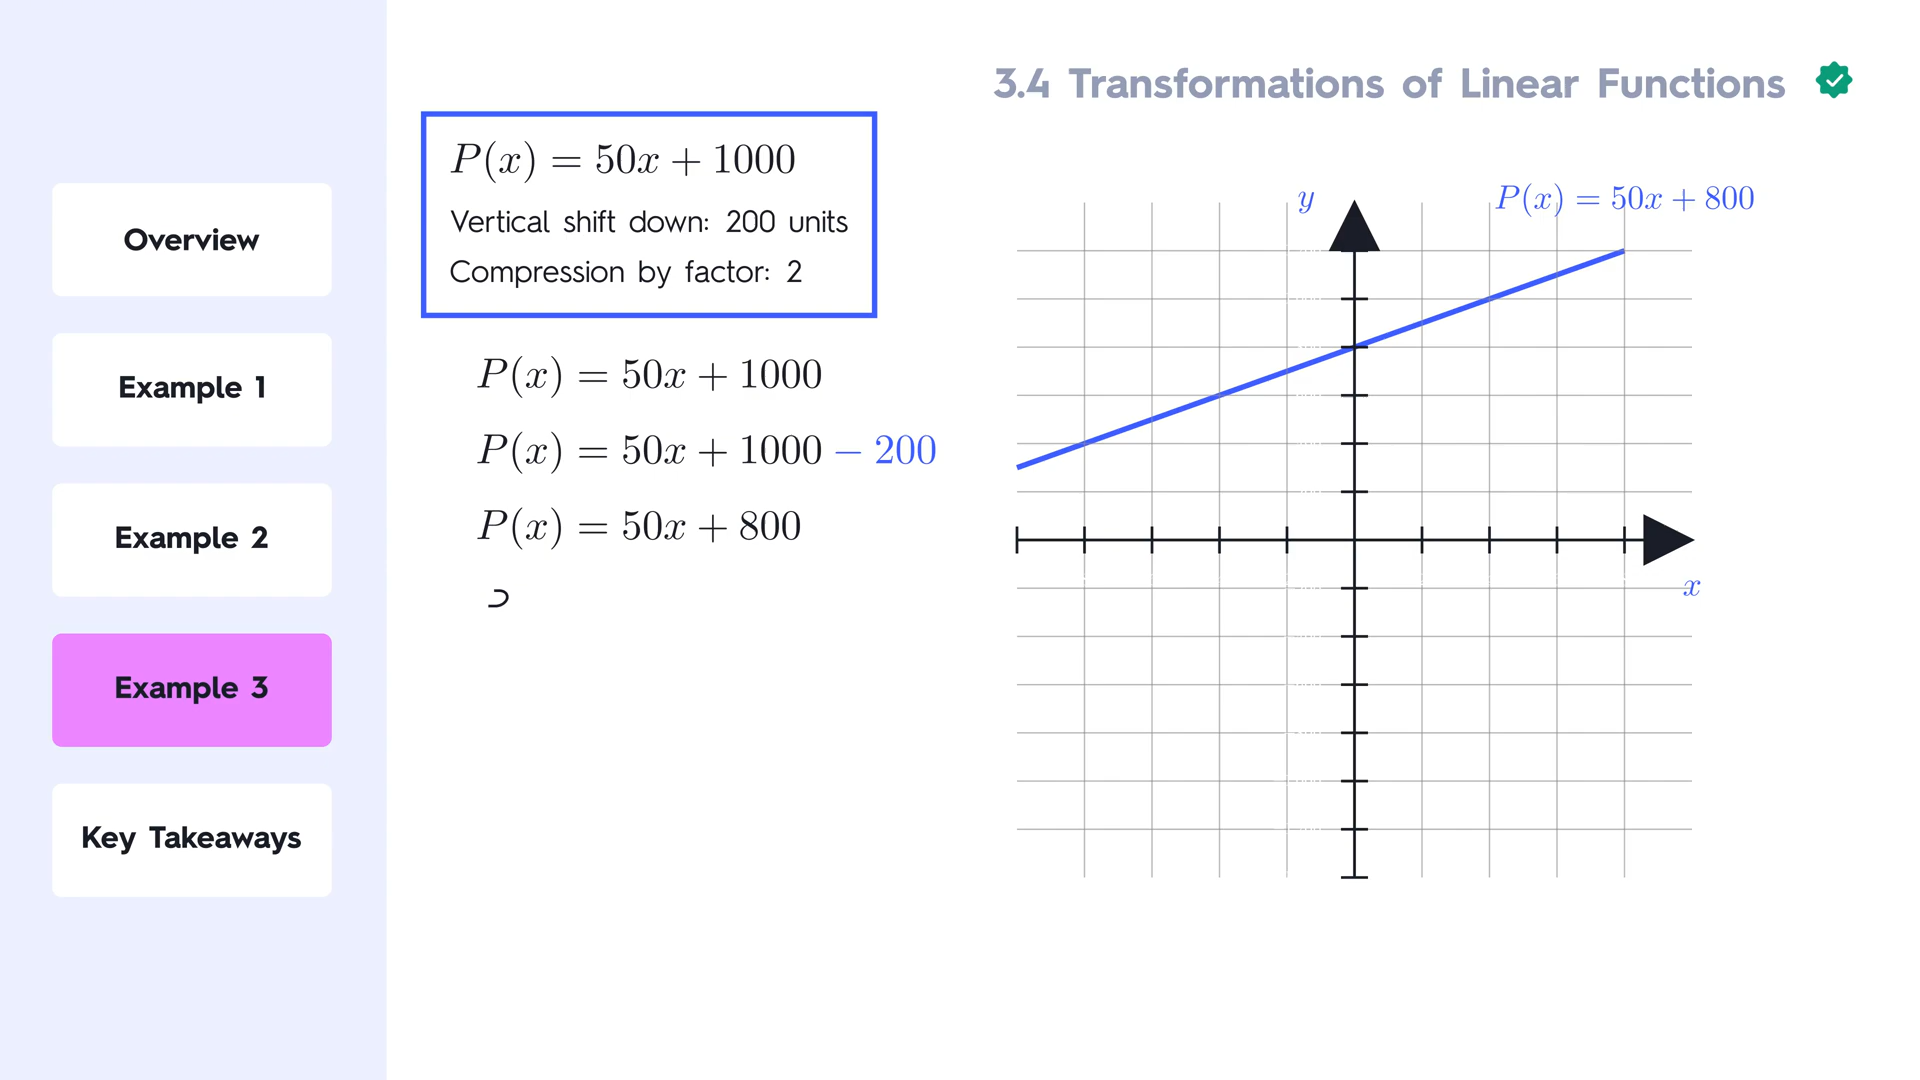 3.4 Transformations of Linear Functions
Overview
Example 1
Example 2
Example 3
Key Takeaways
P(x) = 50x + 1000
Vertical shift down: 200 units
Compression by factor: 2
P(x) = 50x + 1000
P(x) = 50x + 1000 − 200
P(x) = 50x + 800
y
P(x) = 50x + 800
x